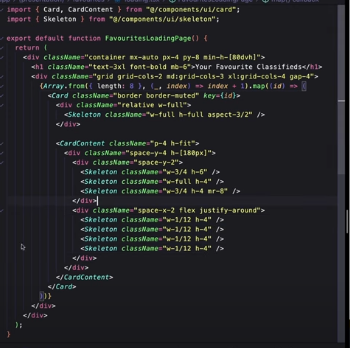 import { Card, CardContent } from "@/components/ui/card";
import { Skeleton } from "@/components/ui/skeleton";
export default function FavouritesLoadingPage() {
return (
<div className="container mx-auto px-4 py-8 min-h-[80dvh]">
<h1 className="text-3xl font-bold mb-6">Your Favourite Classifieds</h1>
<div className="grid grid-cols-2 md:grid-cols-3 xl:grid-cols-4 gap-4">
{Array.from({ length: 8 }, (_, index) => index + 1).map((id) => (
<Card className="border border-muted" key={id}>
<div className="relative w-full">
<Skeleton className="w-full h-full aspect-3/2" />
</div>
<CardContent className="p-4 h-fit">
<div className="space-y-4 h-[180px]">
<div className="space-y-2">
<Skeleton className="w-3/4 h-6" />
<Skeleton className="w-full h-4" />
<Skeleton className="w-3/4 h-4 mr-8" />
</div>
<div className="space-x-2 flex justify-around">
<Skeleton className="w-1/12 h-4" />
<Skeleton className="w-1/12 h-4" />
<Skeleton className="w-1/12 h-4" />
<Skeleton className="w-1/12 h-4" />
</div>
</div>
</CardContent>
</Card>
))}
</div>
</div>
);
}